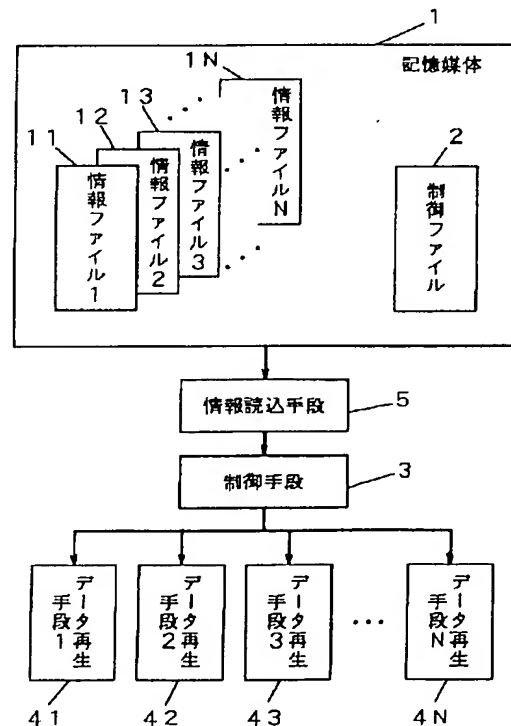 1
記憶媒体
1N
13
12
11
情報ファイルN
情報ファイル3
情報ファイル2
情報ファイル1
2
制御ファイル
情報読込手段
5
制御手段
3
データ再生
手段1
データ再生
手段2
データ再生
手段3
データ再生
手段N
41
42
43
4N